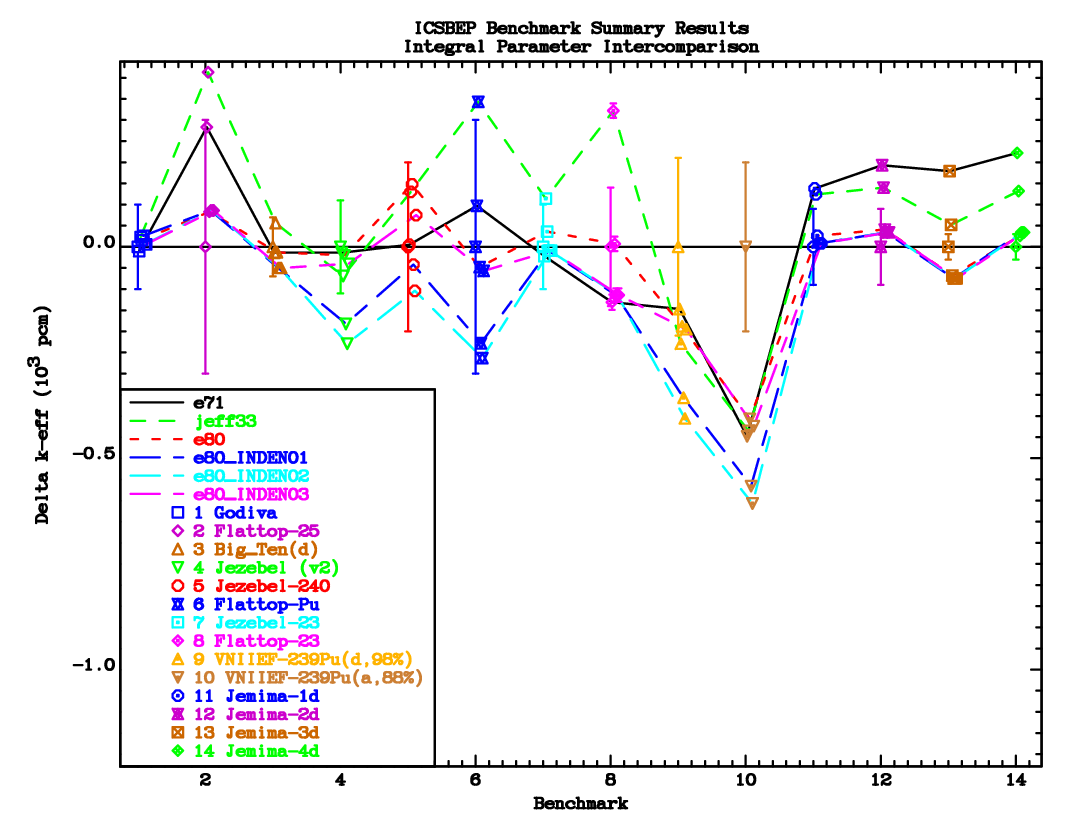 ICSBEP Benchmark Summary Results
Integral Parameter Intercomparison
Delta k-eff (10³ pcm)
0.0
-0.5
-1.0
e71
jeff33
e80
e80_INDEN01
e80_INDEN02
e80_INDEN03
1 Godiva
2 Flattop-25
3 Big_Ten(d)
4 Jezebel (v2)
5 Jezebel-240
6 Flattop-Pu
7 Jezebel-23
8 Flattop-23
9 VNIIEF-239Pu(d,98%)
10 VNIIEF-239Pu(a,88%)
11 Jemima-1d
12 Jemima-2d
13 Jemima-3d
14 Jemima-4d
2 4 6 8 10 12 14
Benchmark